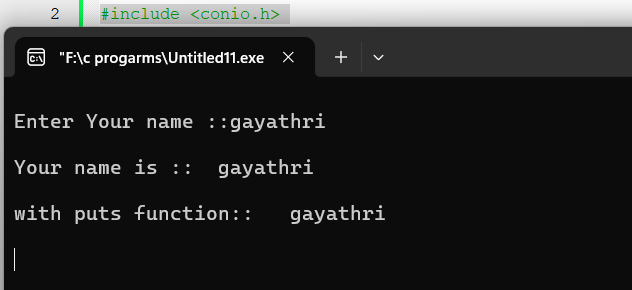 2 #include <conio.h>
C:\ "F:\c progarms\Untitled11.exe × +
Enter Your name ::gayathri
Your name is ::  gayathri
with puts function::   gayathri